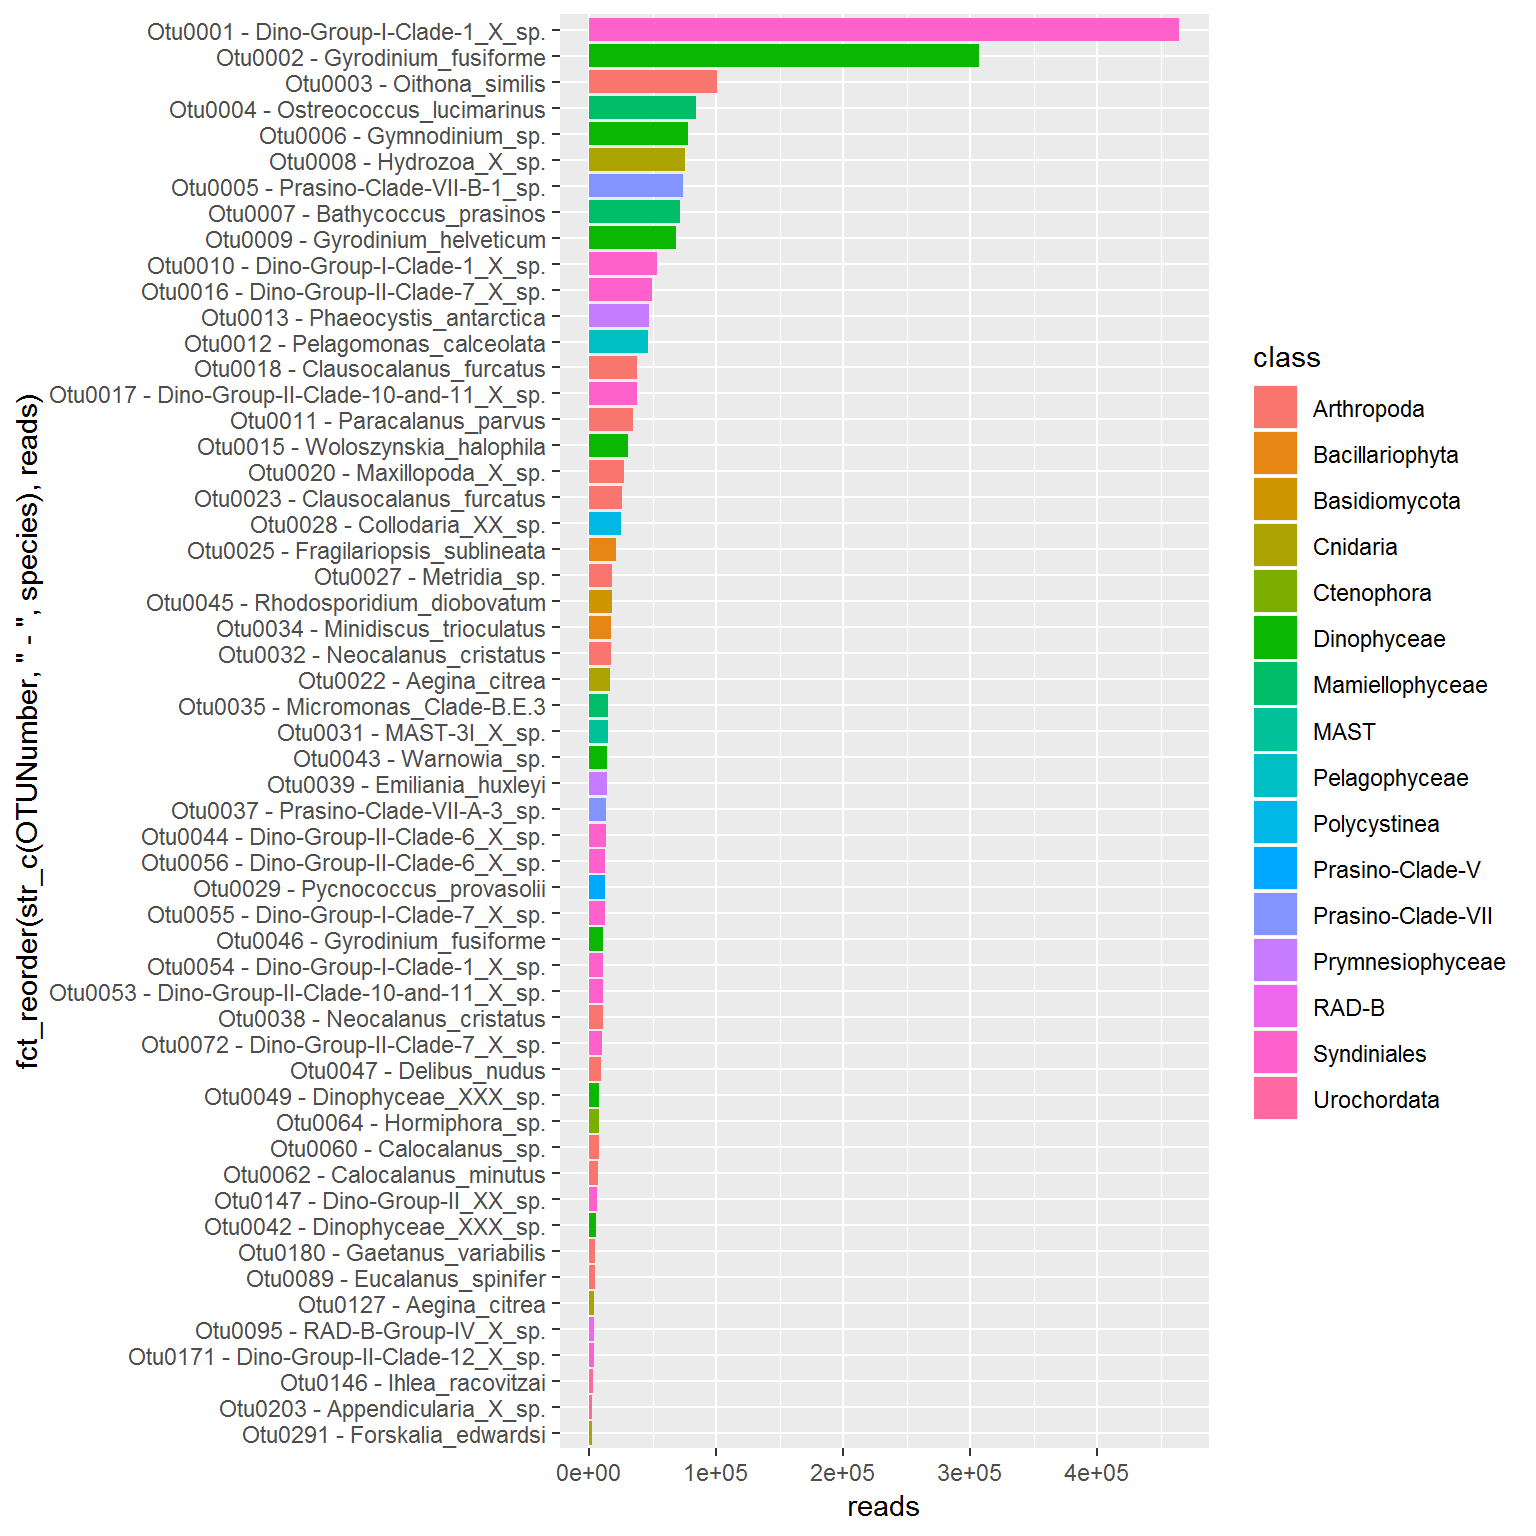 fct_reorder(str_c(OTUNumber, " - ", species), reads)
Otu0001 - Dino-Group-I-Clade-1_X_sp.
Otu0002 - Gyrodinium_fusiforme
Otu0003 - Oithona_similis
Otu0004 - Ostreococcus_lucimarinus
Otu0006 - Gymnodinium_sp.
Otu0008 - Hydrozoa_X_sp.
Otu0005 - Prasino-Clade-VII-B-1_sp.
Otu0007 - Bathycoccus_prasinos
Otu0009 - Gyrodinium_helveticum
Otu0010 - Dino-Group-I-Clade-1_X_sp.
Otu0016 - Dino-Group-II-Clade-7_X_sp.
Otu0013 - Phaeocystis_antarctica
Otu0012 - Pelagomonas_calceolata
Otu0018 - Clausocalanus_furcatus
Otu0017 - Dino-Group-II-Clade-10-and-11_X_sp.
Otu0011 - Paracalanus_parvus
Otu0015 - Woloszynskia_halophila
Otu0020 - Maxillopoda_X_sp.
Otu0023 - Clausocalanus_furcatus
Otu0028 - Collodaria_XX_sp.
Otu0025 - Fragilariopsis_sublineata
Otu0027 - Metridia_sp.
Otu0045 - Rhodosporidium_diobovatum
Otu0034 - Minidiscus_trioculatus
Otu0032 - Neocalanus_cristatus
Otu0022 - Aegina_citrea
Otu0035 - Micromonas_Clade-B.E.3
Otu0031 - MAST-3I_X_sp.
Otu0043 - Warnowia_sp.
Otu0039 - Emiliania_huxleyi
Otu0037 - Prasino-Clade-VII-A-3_sp.
Otu0044 - Dino-Group-II-Clade-6_X_sp.
Otu0056 - Dino-Group-II-Clade-6_X_sp.
Otu0029 - Pycnococcus_provasolii
Otu0055 - Dino-Group-I-Clade-7_X_sp.
Otu0046 - Gyrodinium_fusiforme
Otu0054 - Dino-Group-I-Clade-1_X_sp.
Otu0053 - Dino-Group-II-Clade-10-and-11_X_sp.
Otu0038 - Neocalanus_cristatus
Otu0072 - Dino-Group-II-Clade-7_X_sp.
Otu0047 - Delibus_nudus
Otu0049 - Dinophyceae_XXX_sp.
Otu0064 - Hormiphora_sp.
Otu0060 - Calocalanus_sp.
Otu0062 - Calocalanus_minutus
Otu0147 - Dino-Group-II_XX_sp.
Otu0042 - Dinophyceae_XXX_sp.
Otu0180 - Gaetanus_variabilis
Otu0089 - Eucalanus_spinifer
Otu0127 - Aegina_citrea
Otu0095 - RAD-B-Group-IV_X_sp.
Otu0171 - Dino-Group-II-Clade-12_X_sp.
Otu0146 - Ihlea_racovitzai
Otu0203 - Appendicularia_X_sp.
Otu0291 - Forskalia_edwardsi
0e+00 1e+05 2e+05 3e+05 4e+05
reads
class
Arthropoda
Bacillariophyta
Basidiomycota
Cnidaria
Ctenophora
Dinophyceae
Mamiellophyceae
MAST
Pelagophyceae
Polycystinea
Prasino-Clade-V
Prasino-Clade-VII
Prymnesiophyceae
RAD-B
Syndiniales
Urochordata